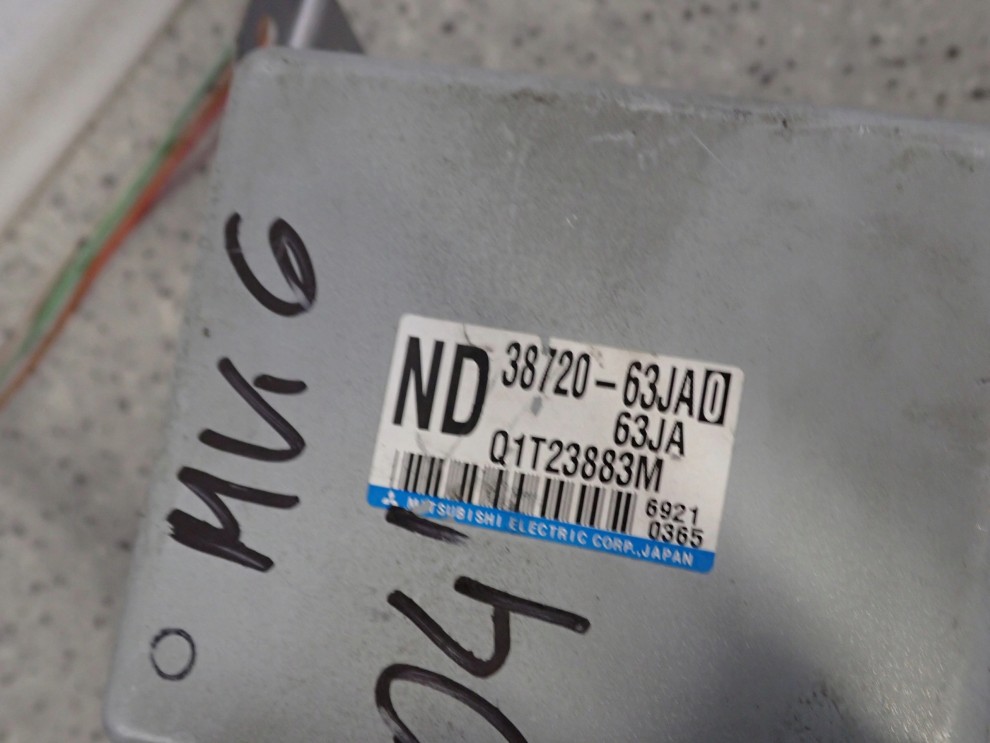 ND 38720-63JA0
63JA
Q1T23883M
6921
0365
MITSUBISHI ELECTRIC CORP.,JAPAN